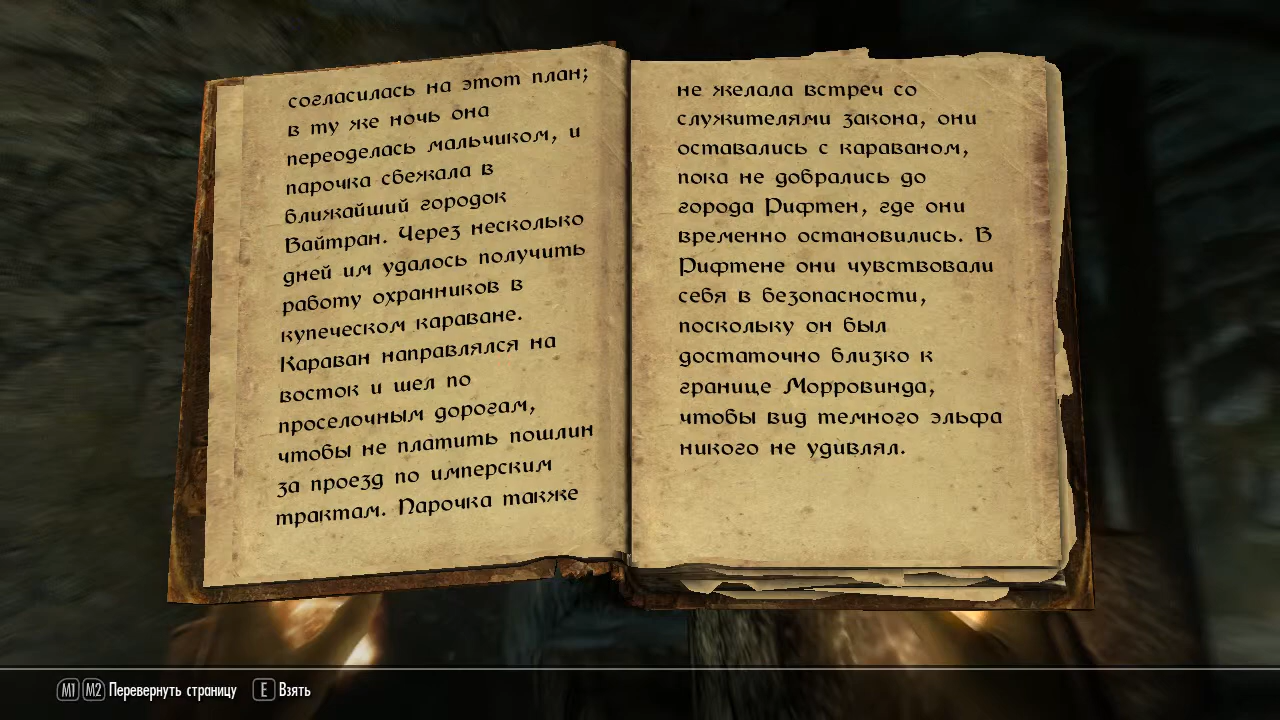 согласилась на этот план;
в ту же ночь она
переоделась мальчиком, и
парочка сбежала в
ближайший городок
Вайтран. Через несколько
дней им удалось получить
работу охранников в
купеческом караване.
Караван направлялся на
восток и шел по
проселочным дорогам,
чтобы не платить пошлин
за проезд по имперским
трактам. Парочка также
не желала встреч со
служителями закона, они
оставались с караваном,
пока не добрались до
города Рифтен, где они
временно остановились. В
Рифтене они чувствовали
себя в безопасности,
поскольку он был
достаточно близко к
границе Морровинда,
чтобы вид темного эльфа
никого не удивлял.
M1 M2 Перевернуть страницу E Взять